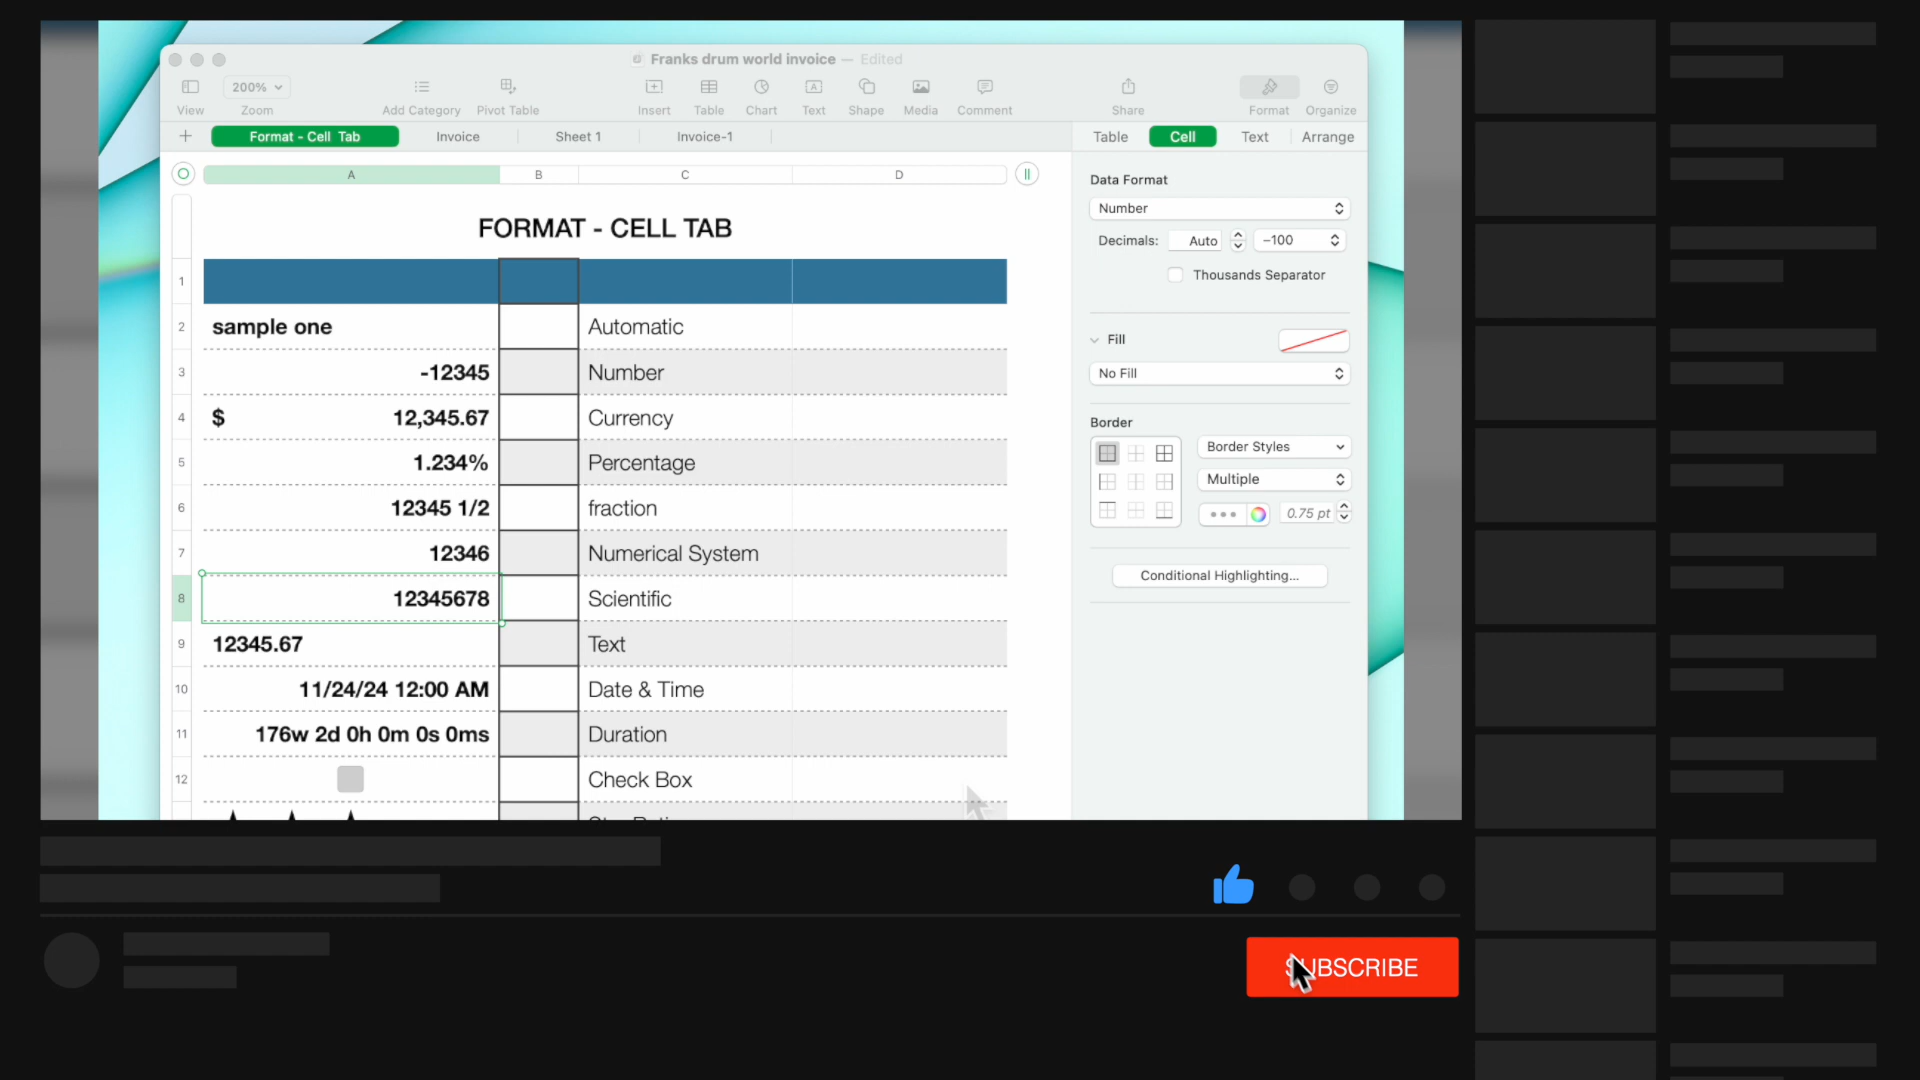 Franks drum world invoice — Edited
200%
View Zoom Add Category Pivot Table Insert Table Chart Text Shape Media Comment Share Format Organize
Format - Cell Tab Invoice Sheet 1 Invoice-1
Table Cell Text Arrange
A B C D
FORMAT - CELL TAB
1
2 sample one Automatic
3 -12345 Number
4 $ 12,345.67 Currency
5 1.234% Percentage
6 12345 1/2 fraction
7 12346 Numerical System
8 12345678 Scientific
9 12345.67 Text
10 11/24/24 12:00 AM Date & Time
11 176w 2d 0h 0m 0s 0ms Duration
12 Check Box
Data Format
Number
Decimals: Auto -100
Thousands Separator
Fill
No Fill
Border
Border Styles
Multiple
0.75 pt
Conditional Highlighting...
SUBSCRIBE